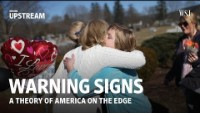 UPSTREAM
WSJ
WARNING SIGNS
A THEORY OF AMERICA ON THE EDGE